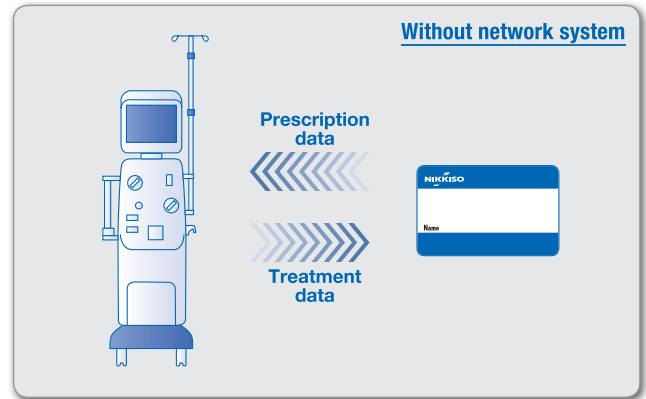 Without network system
Prescription
data
NIKKISO
Name
Treatment
data